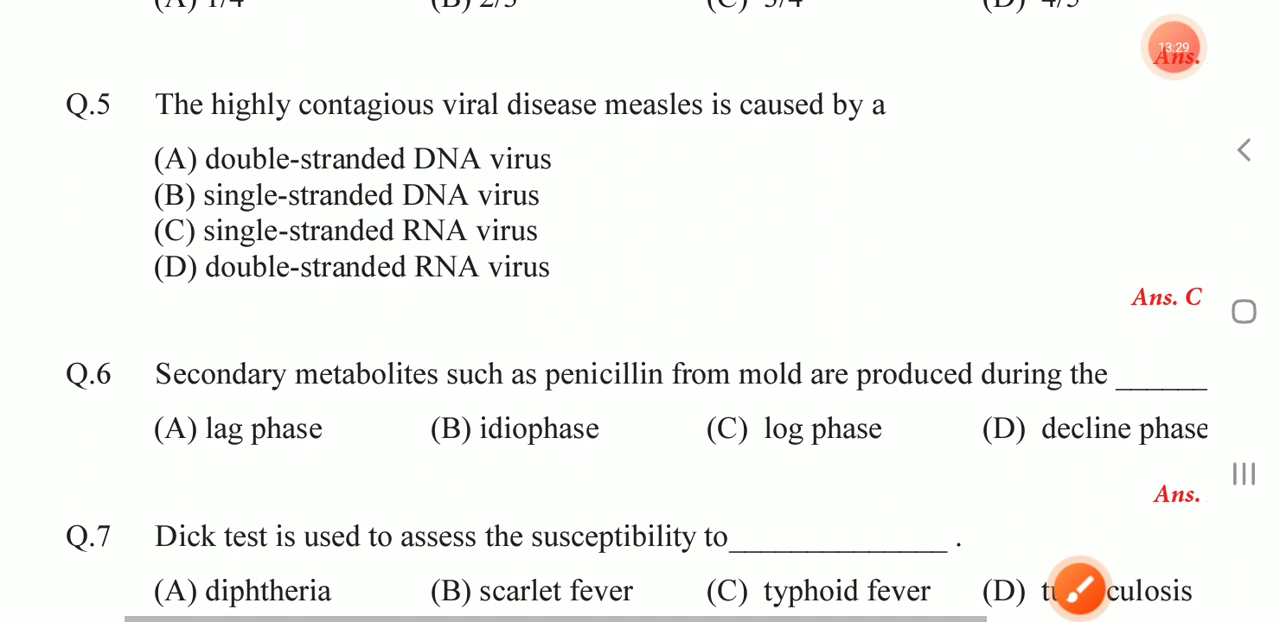 13:29
Ans.
Q.5 The highly contagious viral disease measles is caused by a
(A) double-stranded DNA virus
(B) single-stranded DNA virus
(C) single-stranded RNA virus
(D) double-stranded RNA virus
Ans. C
Q.6 Secondary metabolites such as penicillin from mold are produced during the ______
(A) lag phase (B) idiophase (C) log phase (D) decline phase
Ans.
Q.7 Dick test is used to assess the susceptibility to______________ .
(A) diphtheria (B) scarlet fever (C) typhoid fever (D)